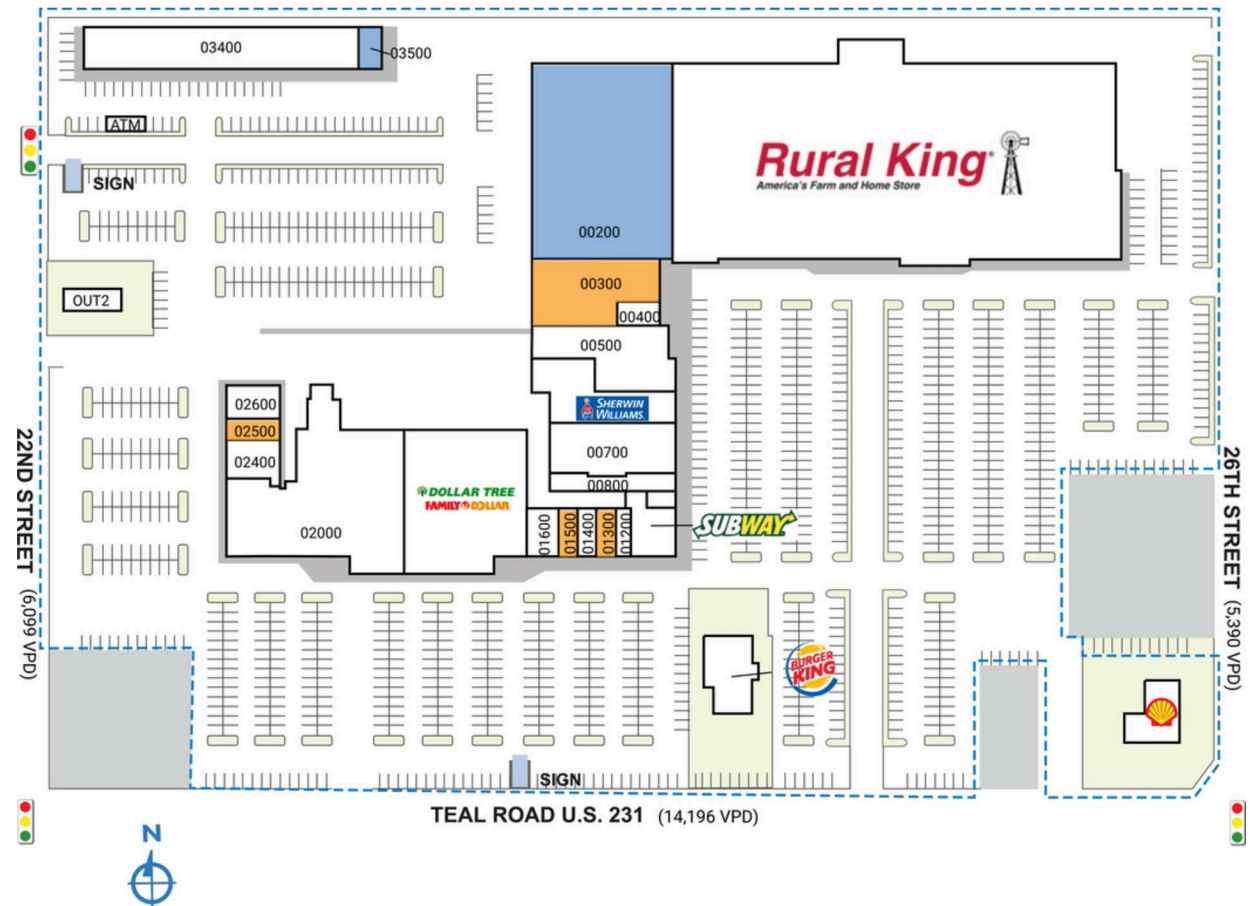 03400
03500
ATM
SIGN
Rural King®
America's Farm and Home Store
00200
OUT2
00300
00400
00500
SHERWIN
WILLIAMS.
02600
02500
02400
00700
00800
DOLLAR TREE
FAMILY DOLLAR
02000
01600
01500
01400
01300
01200
SUBWAY
22ND STREET (6,099 VPD)
26TH STREET (5,390 VPD)
BURGER
KING
SIGN
TEAL ROAD U.S. 231 (14,196 VPD)
N